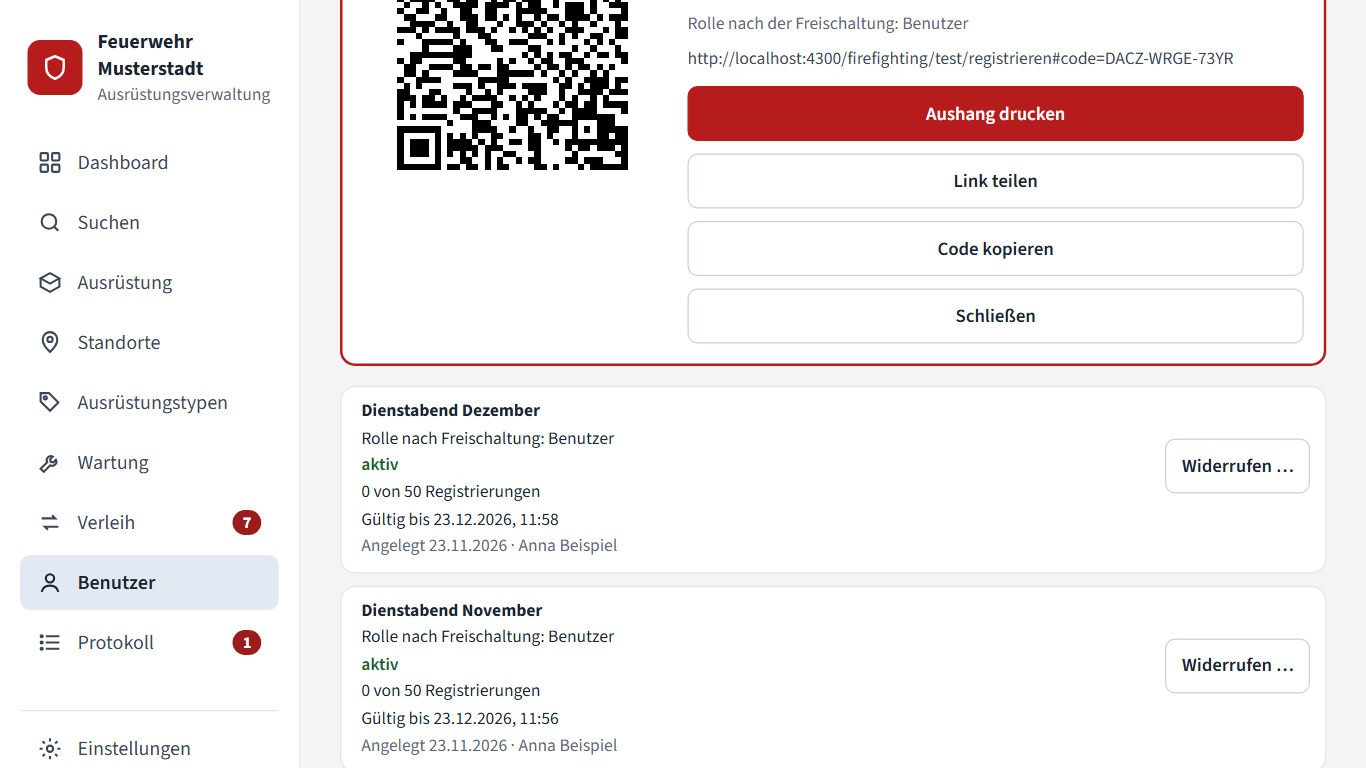 Feuerwehr
Musterstadt
Ausrüstungsverwaltung
Dashboard
Suchen
Ausrüstung
Standorte
Ausrüstungstypen
Wartung
Verleih 7
Benutzer
Protokoll 1
Einstellungen
Rolle nach der Freischaltung: Benutzer
http://localhost:4300/firefighting/test/registrieren#code=DACZ-WRGE-73YR
Aushang drucken
Link teilen
Code kopieren
Schließen
Dienstabend Dezember
Rolle nach Freischaltung: Benutzer
aktiv
0 von 50 Registrierungen
Gültig bis 23.12.2026, 11:58
Angelegt 23.11.2026 · Anna Beispiel
Widerrufen …
Dienstabend November
Rolle nach Freischaltung: Benutzer
aktiv
0 von 50 Registrierungen
Gültig bis 23.12.2026, 11:56
Angelegt 23.11.2026 · Anna Beispiel
Widerrufen …